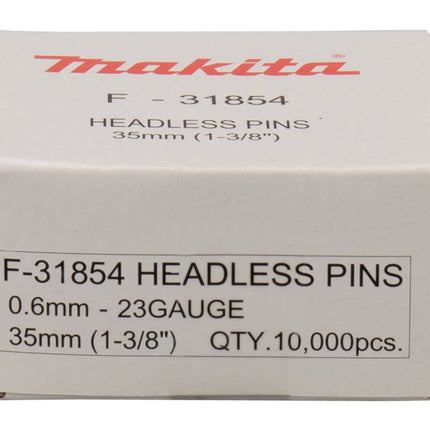 makita®
F - 31854
HEADLESS PINS
35mm (1-3/8")
F-31854 HEADLESS PINS
0.6mm - 23GAUGE
35mm (1-3/8") QTY.10,000pcs.